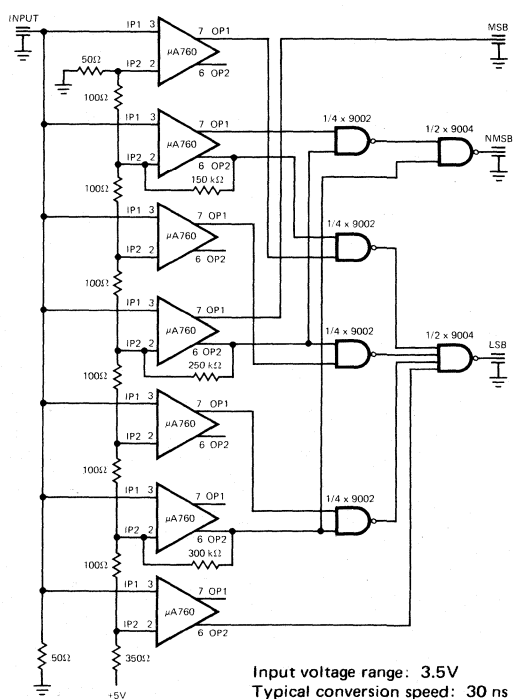 INPUT
IP1 3
7 OP1
MSB
50Ω
μA760
IP2 2
6 OP2
100Ω
IP1 3
7 OP1
1/4 x 9002
1/2 x 9004
μA760
NMSB
IP2 2
6 OP2
150 kΩ
100Ω
IP1 3
7 OP1
1/4 x 9002
μA760
IP2 2
6 OP2
100Ω
IP1 3
7 OP1
1/4 x 9002
1/2 x 9004
μA760
LSB
IP2 2
6 OP2
250 kΩ
100Ω
IP1 3
7 OP1
μA760
IP2 2
6 OP2
100Ω
IP1 3
7 OP1
1/4 x 9002
μA760
IP2 2
6 OP2
300 kΩ
100Ω
IP1 3
7 OP1
μA760
IP2 2
6 OP2
50Ω
350Ω
+5V
Input voltage range: 3.5V
Typical conversion speed: 30 ns